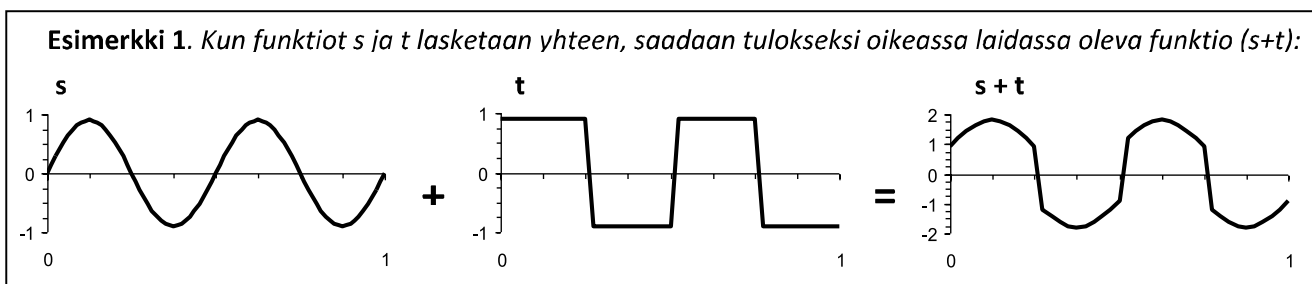 Esimerkki 1. Kun funktiot s ja t lasketaan yhteen, saadaan tulokseksi oikeassa laidassa oleva funktio (s+t):
s t s + t
1 1 2
1
0 + 0 = 0
-1
-1 -1 -2
0 1 0 1 0 1